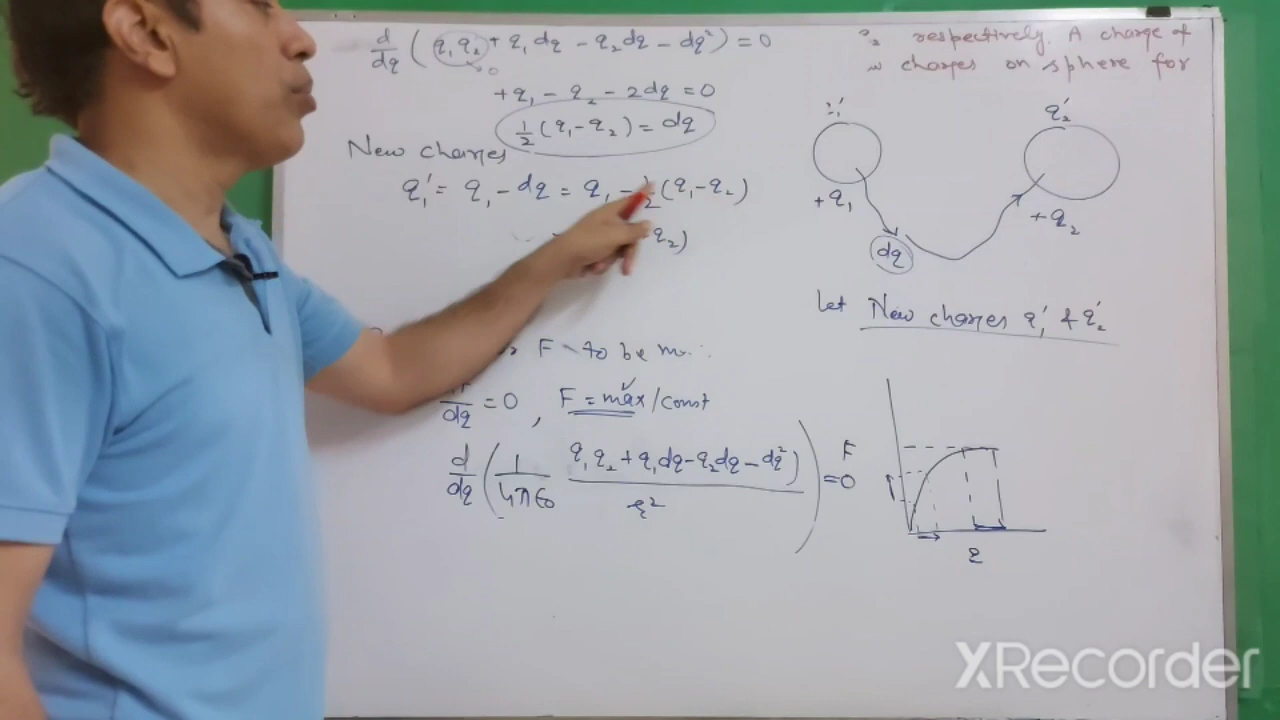 d/dq (q₁q₂ + q₁dq − q₂dq − dq²) = 0
0
+q₁ − q₂ − 2dq = 0
½(q₁ − q₂) = dq
New charges
q₁' = q₁ − dq = q₁ − ½(q₁ − q₂)
q₂)
F to be
dq = 0 , F = max/const
d/dq (1/4πε₀ (q₁q₂ + q₁dq − q₂dq − dq²)/r²) = 0
respectively. A charge of
charges on sphere for
q₂'
+q₁
+q₂
dq
Let New charges q₁' & q₂'
F
r
XRecorder